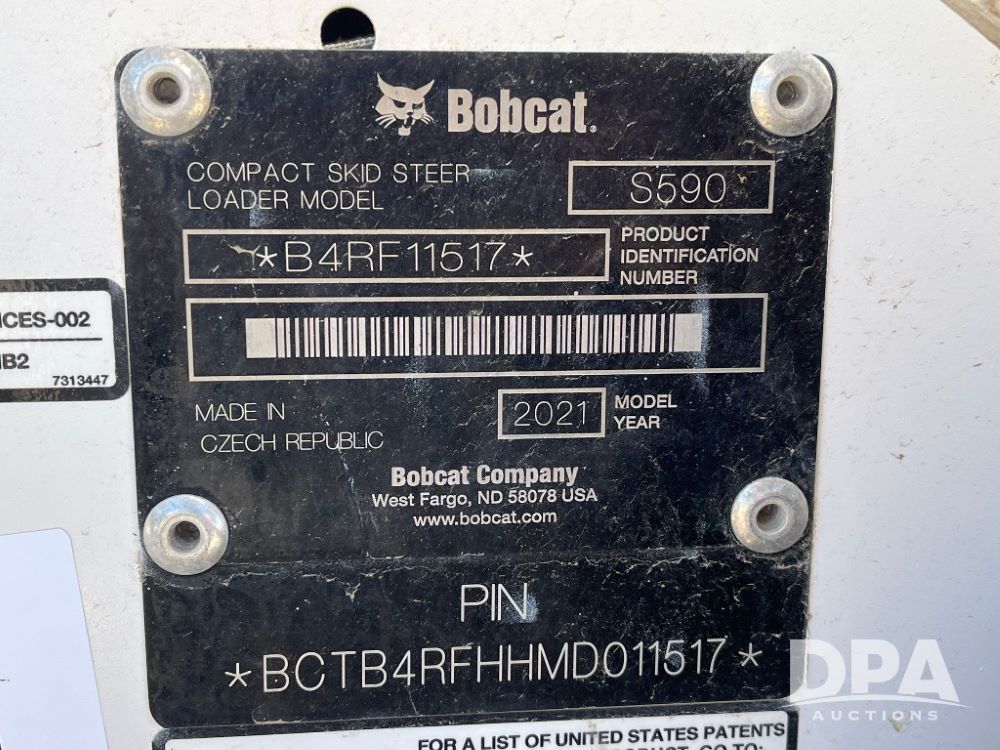 Bobcat.
COMPACT SKID STEER
LOADER MODEL
S590
*B4RF11517*
PRODUCT
IDENTIFICATION
NUMBER
ICES-002
7313447
MADE IN
CZECH REPUBLIC
2021
MODEL
YEAR
Bobcat Company
West Fargo, ND 58078 USA
www.bobcat.com
PIN
*BCTB4RFHHMD011517*
DPA
AUCTIONS
FOR A LIST OF UNITED STATES PATENTS
GO TO: